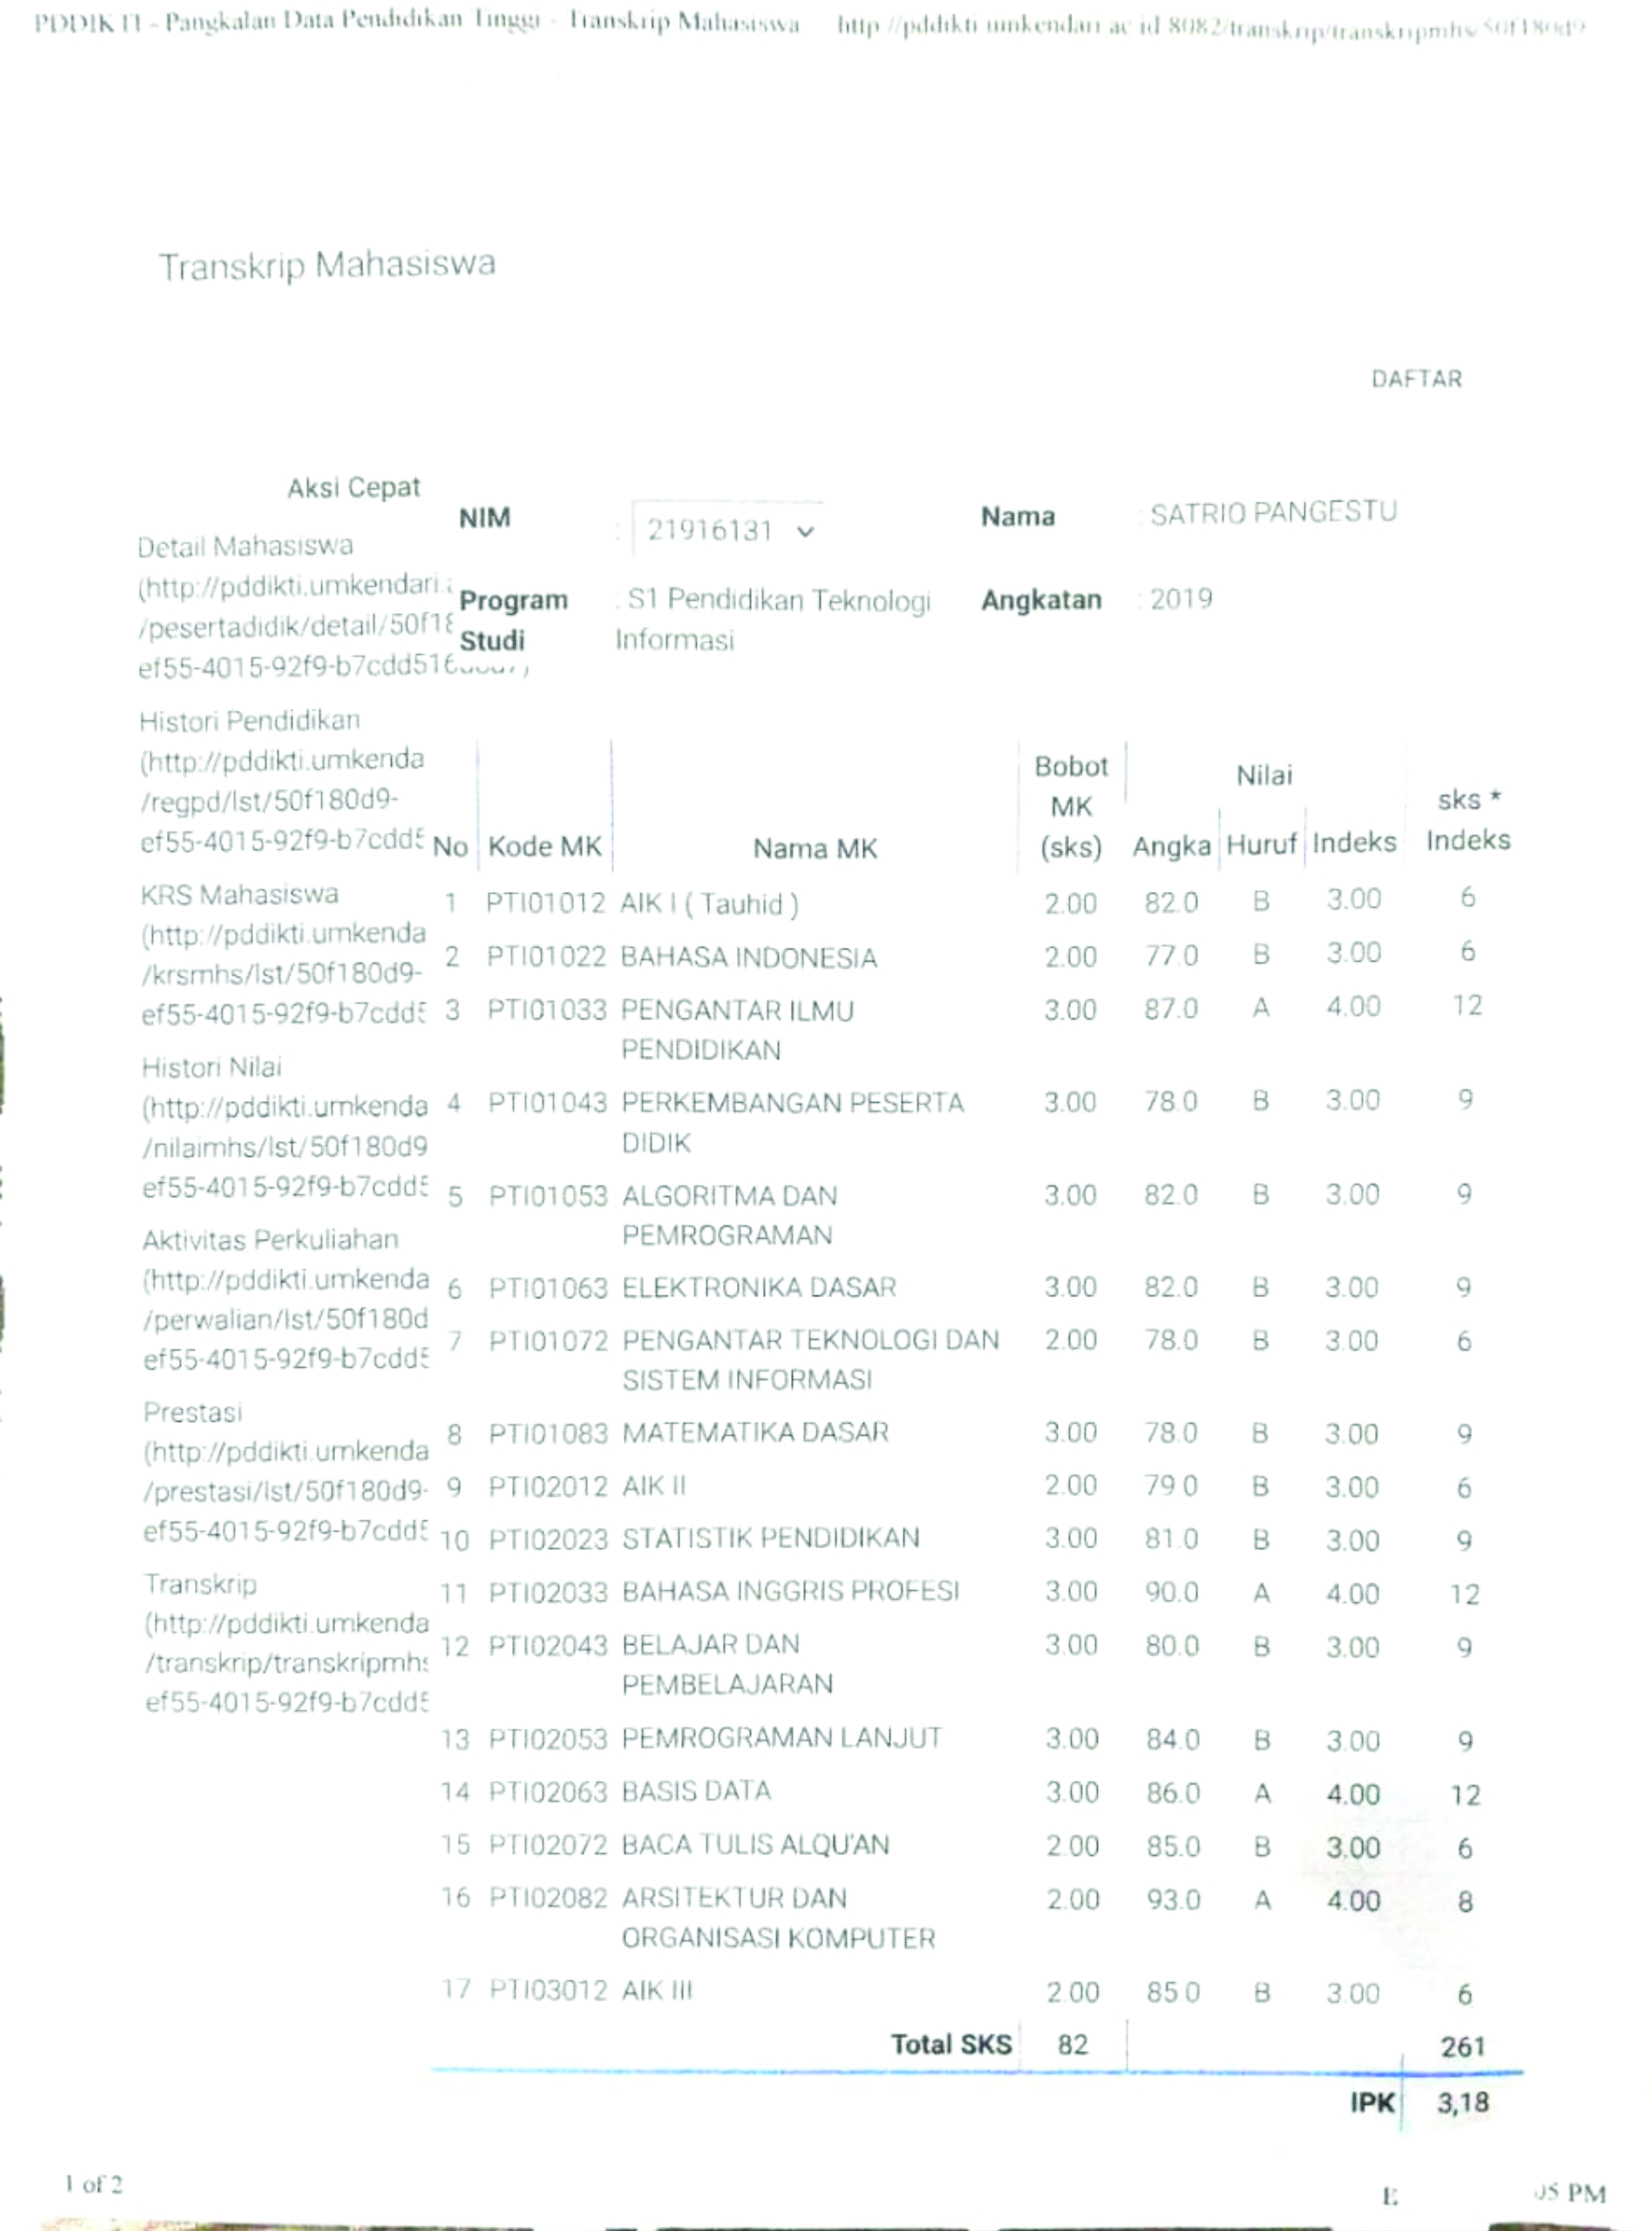 PDDIKTI - Pangkalan Data Pendidikan Tinggi - Transkrip Mahasiswa http://pddikti.umkendari.ac.id:8082/transkrip/transkripmhs/50f180d9
Transkrip Mahasiswa
DAFTAR
Aksi Cepat
Detail Mahasiswa
(http://pddikti.umkendari.
/pesertadidik/detail/50f18
ef55-4015-92f9-b7cdd516
Histori Pendidikan
(http://pddikti.umkenda
/regpd/lst/50f180d9-
ef55-4015-92f9-b7cdd5
KRS Mahasiswa
(http://pddikti.umkenda
/krsmhs/lst/50f180d9-
ef55-4015-92f9-b7cdd5
Histori Nilai
(http://pddikti.umkenda
/nilaimhs/lst/50f180d9
ef55-4015-92f9-b7cdd5
Aktivitas Perkuliahan
(http://pddikti.umkenda
/perwalian/lst/50f180d
ef55-4015-92f9-b7cdd5
Prestasi
(http://pddikti.umkenda
/prestasi/lst/50f180d9-
ef55-4015-92f9-b7cdd5
Transkrip
(http://pddikti.umkenda
/transkrip/transkripmhs
ef55-4015-92f9-b7cdd5
NIM : 21916131 Nama : SATRIO PANGESTU
Program : S1 Pendidikan Teknologi Angkatan : 2019
Studi Informasi
Bobot
Nilai
MK
sks *
No Kode MK Nama MK (sks) Angka Huruf Indeks Indeks
1 PTI01012 AIK I ( Tauhid ) 2.00 82.0 B 3.00 6
2 PTI01022 BAHASA INDONESIA 2.00 77.0 B 3.00 6
3 PTI01033 PENGANTAR ILMU 3.00 87.0 A 4.00 12
PENDIDIKAN
4 PTI01043 PERKEMBANGAN PESERTA 3.00 78.0 B 3.00 9
DIDIK
5 PTI01053 ALGORITMA DAN 3.00 82.0 B 3.00 9
PEMROGRAMAN
6 PTI01063 ELEKTRONIKA DASAR 3.00 82.0 B 3.00 9
7 PTI01072 PENGANTAR TEKNOLOGI DAN 2.00 78.0 B 3.00 6
SISTEM INFORMASI
8 PTI01083 MATEMATIKA DASAR 3.00 78.0 B 3.00 9
9 PTI02012 AIK II 2.00 79.0 B 3.00 6
10 PTI02023 STATISTIK PENDIDIKAN 3.00 81.0 B 3.00 9
11 PTI02033 BAHASA INGGRIS PROFESI 3.00 90.0 A 4.00 12
12 PTI02043 BELAJAR DAN 3.00 80.0 B 3.00 9
PEMBELAJARAN
13 PTI02053 PEMROGRAMAN LANJUT 3.00 84.0 B 3.00 9
14 PTI02063 BASIS DATA 3.00 86.0 A 4.00 12
15 PTI02072 BACA TULIS ALQU'AN 2.00 85.0 B 3.00 6
16 PTI02082 ARSITEKTUR DAN 2.00 93.0 A 4.00 8
ORGANISASI KOMPUTER
17 PTI03012 AIK III 2.00 85.0 B 3.00 6
Total SKS 82 261
IPK 3,18
1 of 2 E 05 PM